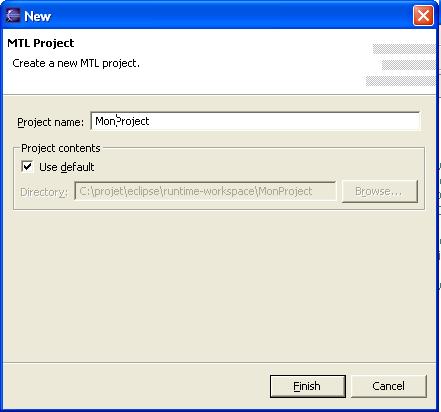 New
MTL Project
Create a new MTL project.
Project name: MonProject
Project contents
Use default
Directory: C:\projet\eclipse\runtime-workspace\MonProject Browse...
Finish Cancel